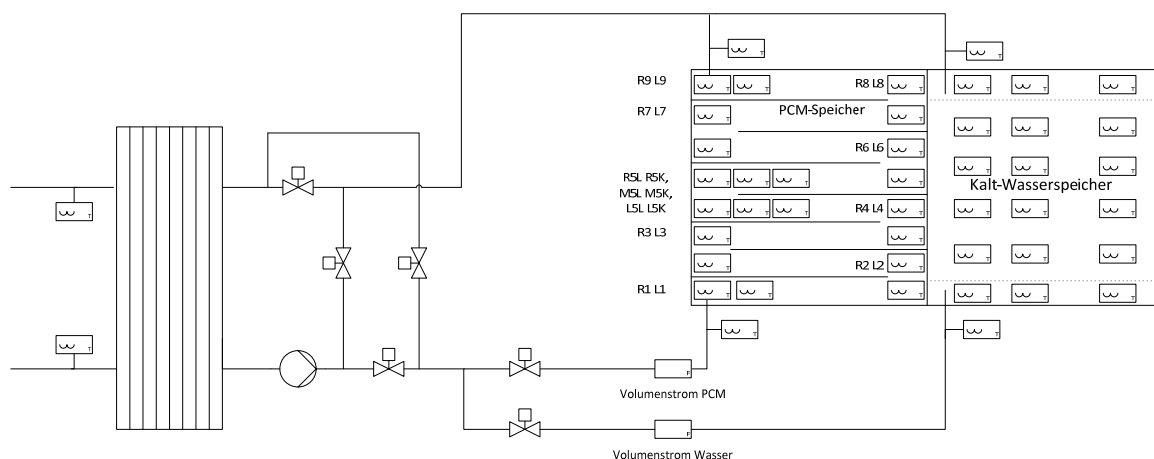 R9 L9
R8 L8
R7 L7
PCM-Speicher
R6 L6
R5L R5K,
M5L M5K,
L5L L5K
Kalt-Wasserspeicher
R4 L4
R3 L3
R2 L2
R1 L1
Volumenstrom PCM
Volumenstrom Wasser